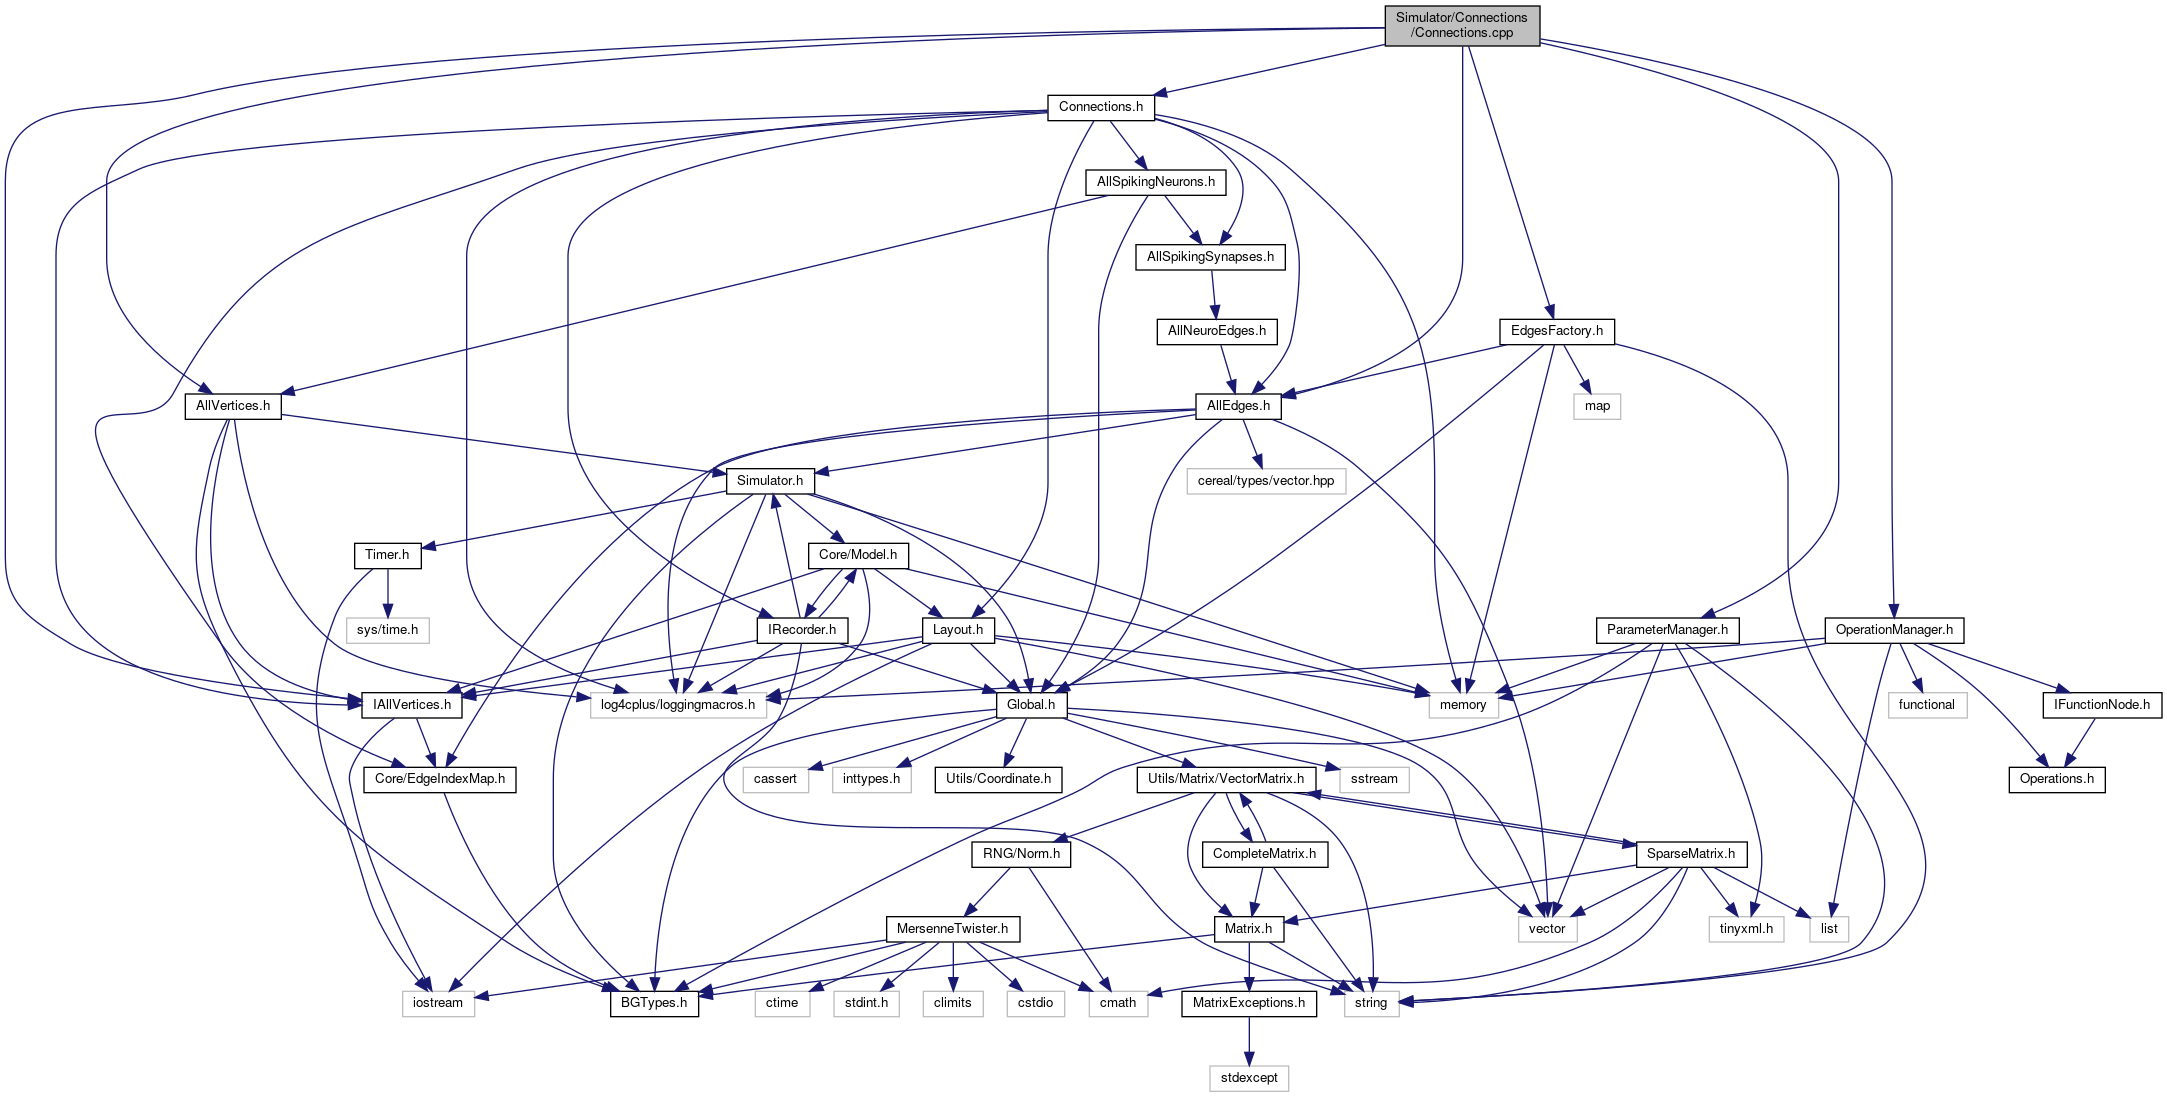 Simulator/Connections
/Connections.cpp
Connections.h
AllSpikingNeurons.h
AllSpikingSynapses.h
AllNeuroEdges.h
EdgesFactory.h
AllVertices.h
AllEdges.h
map
Simulator.h
cereal/types/vector.hpp
Timer.h
Core/Model.h
sys/time.h
IRecorder.h
Layout.h
ParameterManager.h
OperationManager.h
IAllVertices.h
log4cplus/loggingmacros.h
Global.h
memory
functional
IFunctionNode.h
Core/EdgeIndexMap.h
cassert
inttypes.h
Utils/Coordinate.h
Utils/Matrix/VectorMatrix.h
sstream
Operations.h
RNG/Norm.h
CompleteMatrix.h
SparseMatrix.h
MersenneTwister.h
Matrix.h
vector
tinyxml.h
list
iostream
BGTypes.h
ctime
stdint.h
climits
cstdio
cmath
MatrixExceptions.h
string
stdexcept